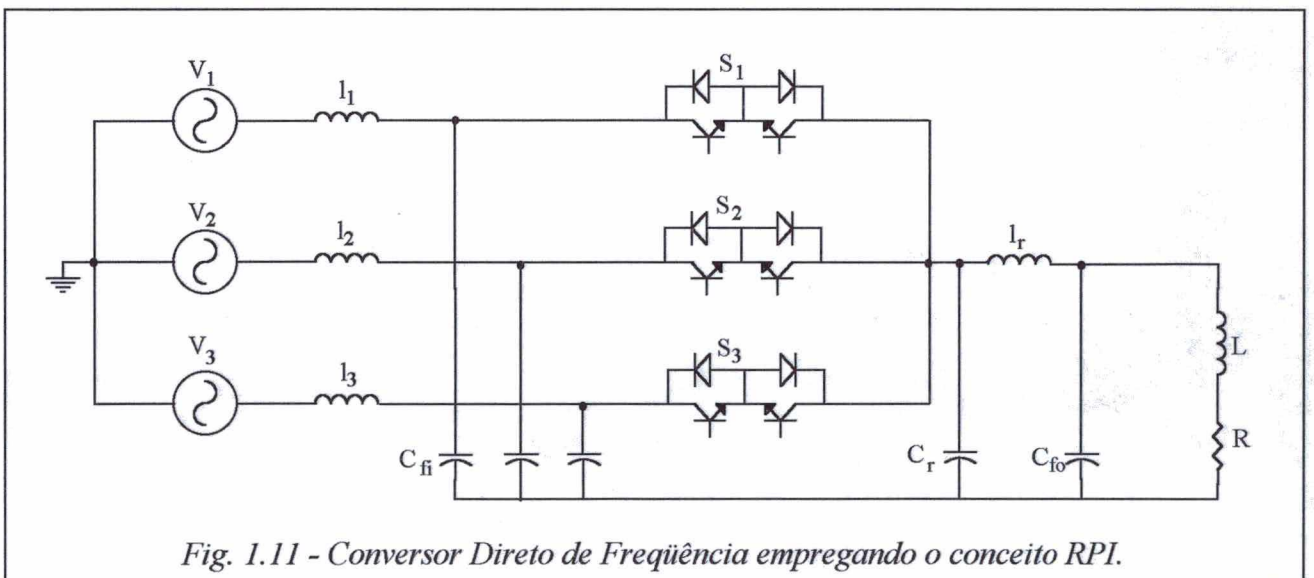 V1
l1
S1
V2
l2
S2
lr
V3
l3
S3
L
R
Cfi
Cr
Cfo
Fig. 1.11 - Conversor Direto de Freqüência empregando o conceito RPI.